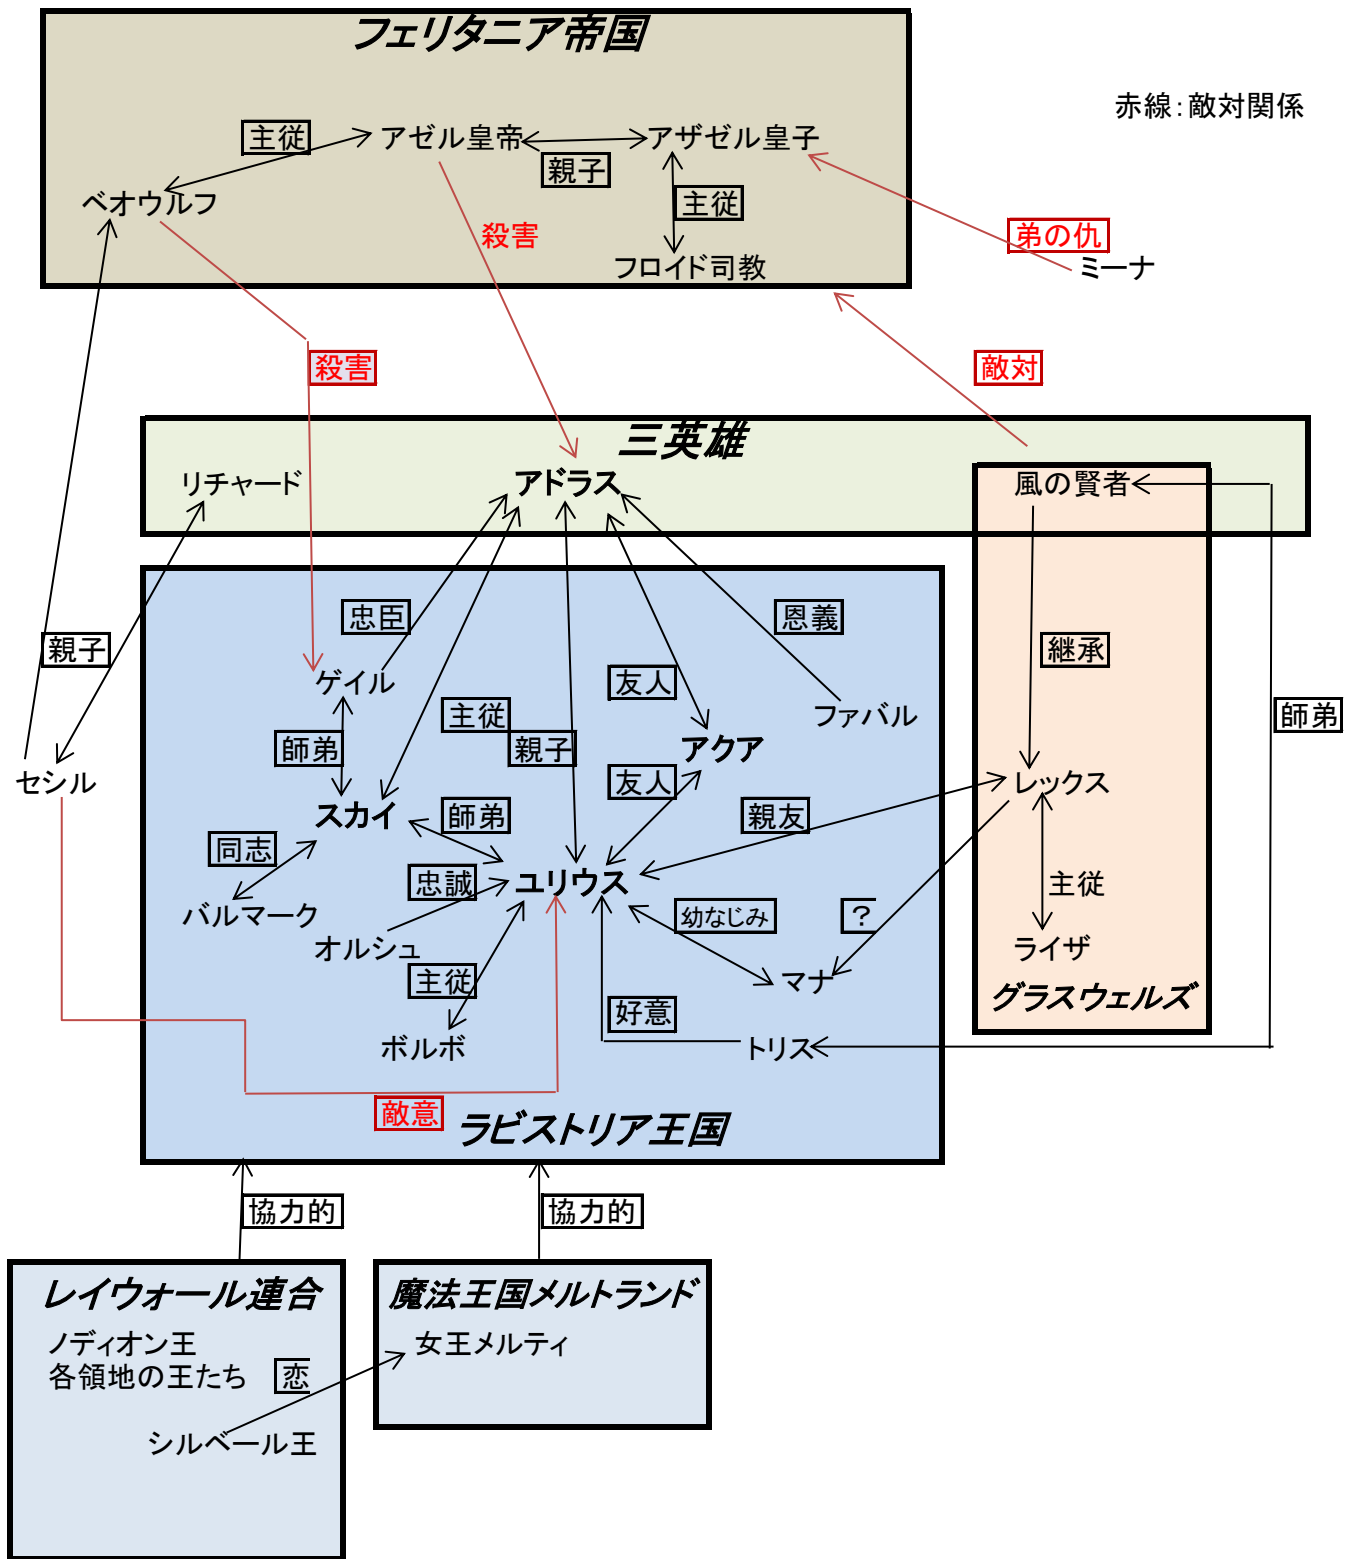 フェリタニア帝国
赤線：敵対関係
主従
アゼル皇帝
アザゼル皇子
親子
ベオウルフ
主従
殺害
弟の仇
フロイド司教
ミーナ
殺害
敵対
三英雄
リチャード
アドラス
風の賢者
忠臣
恩義
親子
継承
ゲイル
友人
主従
ファバル
師弟
師弟
親子
アクア
セシル
友人
レックス
スカイ
師弟
親友
同志
忠誠
ユリウス
主従
バルマーク
幼なじみ
？
オルシュ
ライザ
主従
マナ
グラスウェルズ
好意
ボルボ
トリス
敵意
ラビストリア王国
協力的
協力的
レイウォール連合
魔法王国メルトランド
ノディオン王
女王メルティ
各領地の王たち
恋
シルベール王